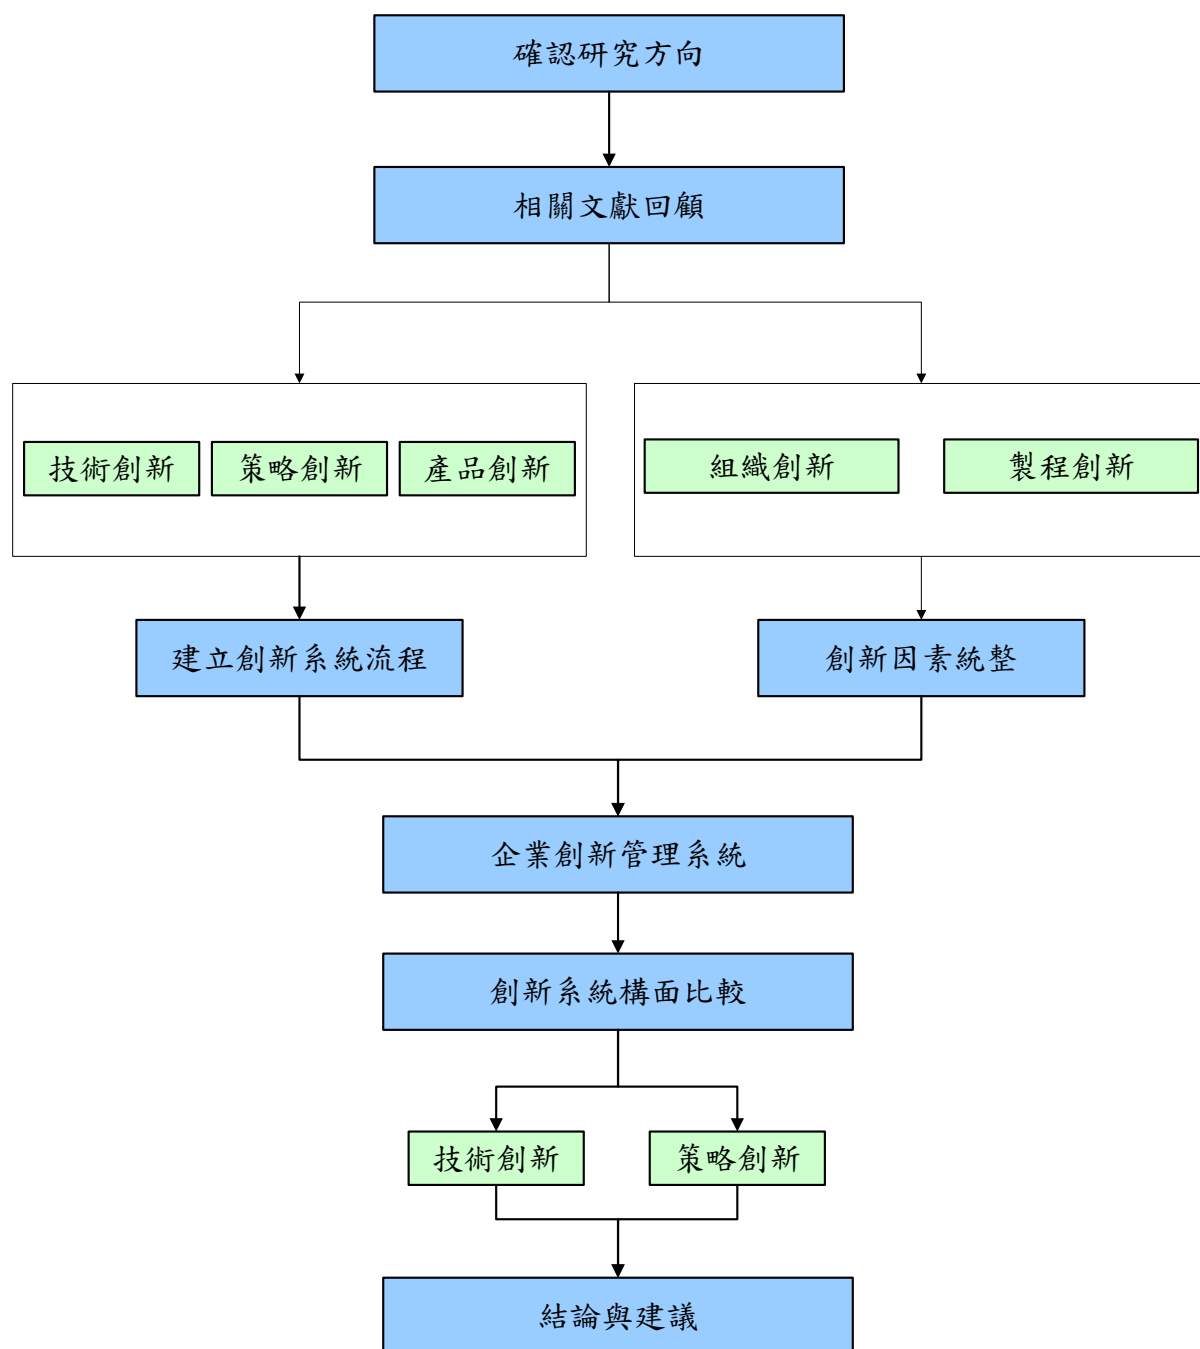 確認研究方向
相關文獻回顧
技術創新
策略創新
產品創新
組織創新
製程創新
建立創新系統流程
創新因素統整
企業創新管理系統
創新系統構面比較
技術創新
策略創新
結論與建議